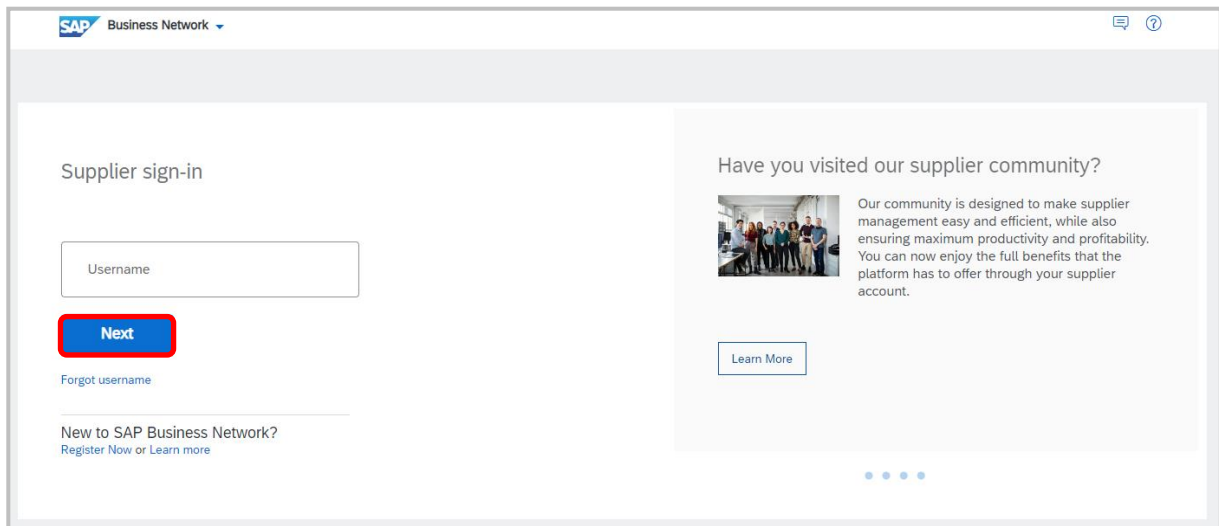 SAP Business Network
Supplier sign-in
Username
Next
Forgot username
New to SAP Business Network?
Register Now or Learn more
Have you visited our supplier community?
Our community is designed to make supplier
management easy and efficient, while also
ensuring maximum productivity and profitability.
You can now enjoy the full benefits that the
platform has to offer through your supplier
account.
Learn More